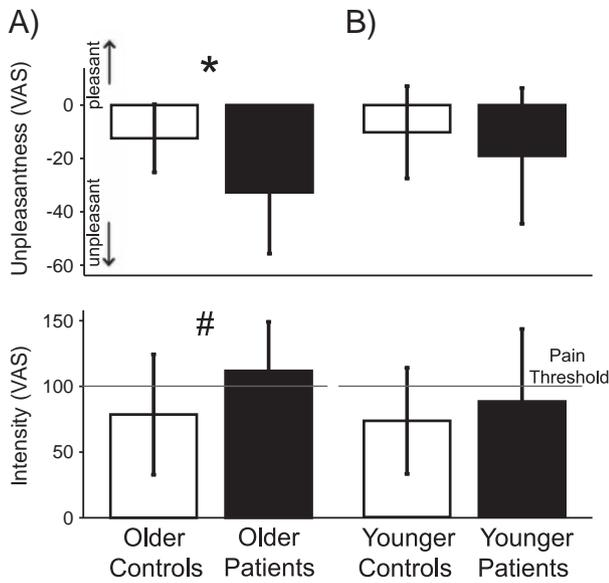 A)
B)
*
pleasant
unpleasant
Unpleasantness (VAS)
0
-20
-40
-60
#
Intensity (VAS)
150
100
50
0
Pain
Threshold
Older
Controls
Older
Patients
Younger
Controls
Younger
Patients